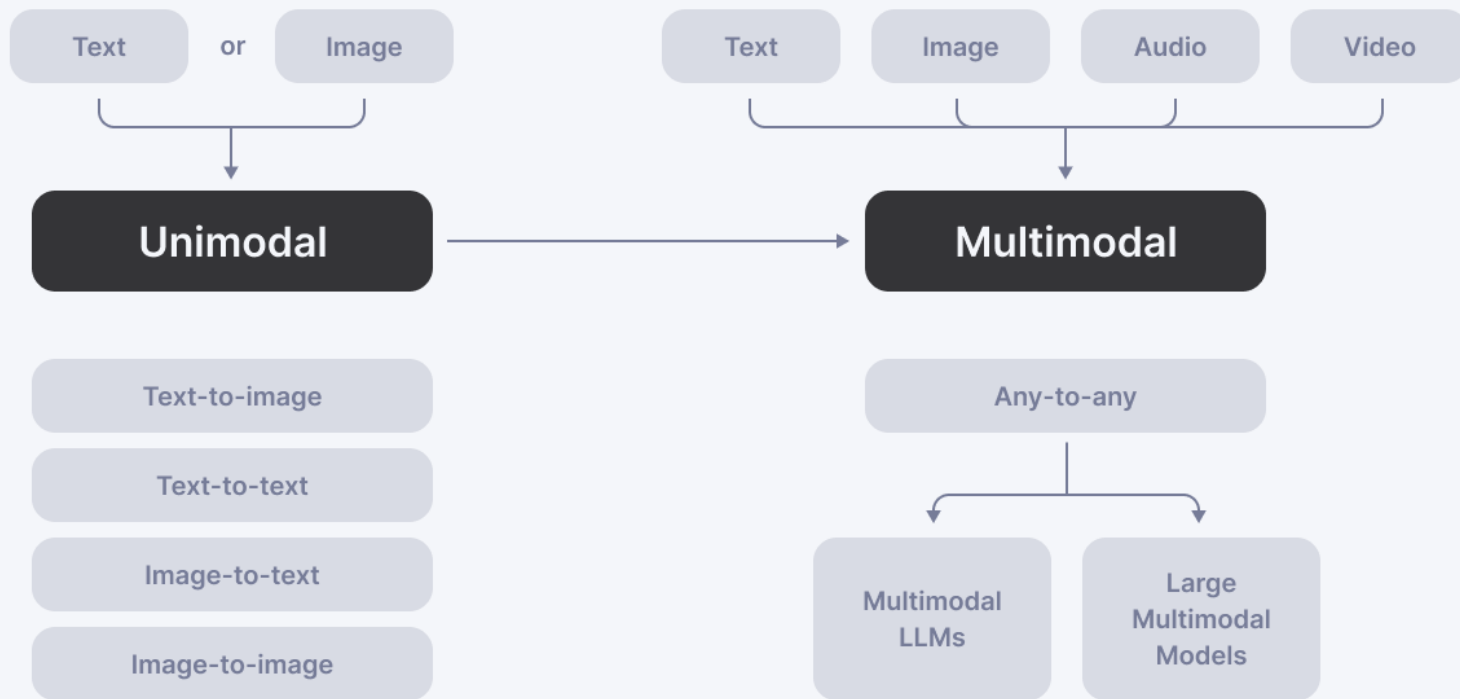 Text or Image
Text Image Audio Video
Unimodal
Multimodal
Text-to-image
Text-to-text
Image-to-text
Image-to-image
Any-to-any
Multimodal
LLMs
Large
Multimodal
Models